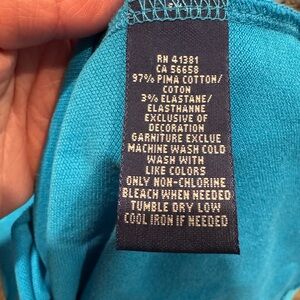 RN 41381
CA 56658
97% PIMA COTTON/
COTON
3% ELASTANE/
ELASTHANNE
EXCLUSIVE OF
DECORATION
GARNITURE EXCLUE
MACHINE WASH COLD
WASH WITH
LIKE COLORS
ONLY NON-CHLORINE
BLEACH WHEN NEEDED
TUMBLE DRY LOW
COOL IRON IF NEEDED